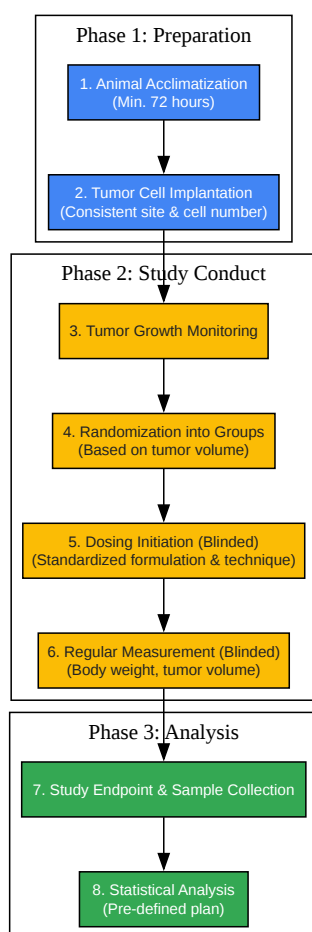 Phase 1: Preparation
1. Animal Acclimatization
(Min. 72 hours)
2. Tumor Cell Implantation
(Consistent site & cell number)
Phase 2: Study Conduct
3. Tumor Growth Monitoring
4. Randomization into Groups
(Based on tumor volume)
5. Dosing Initiation (Blinded)
(Standardized formulation & technique)
6. Regular Measurement (Blinded)
(Body weight, tumor volume)
Phase 3: Analysis
7. Study Endpoint & Sample Collection
8. Statistical Analysis
(Pre-defined plan)